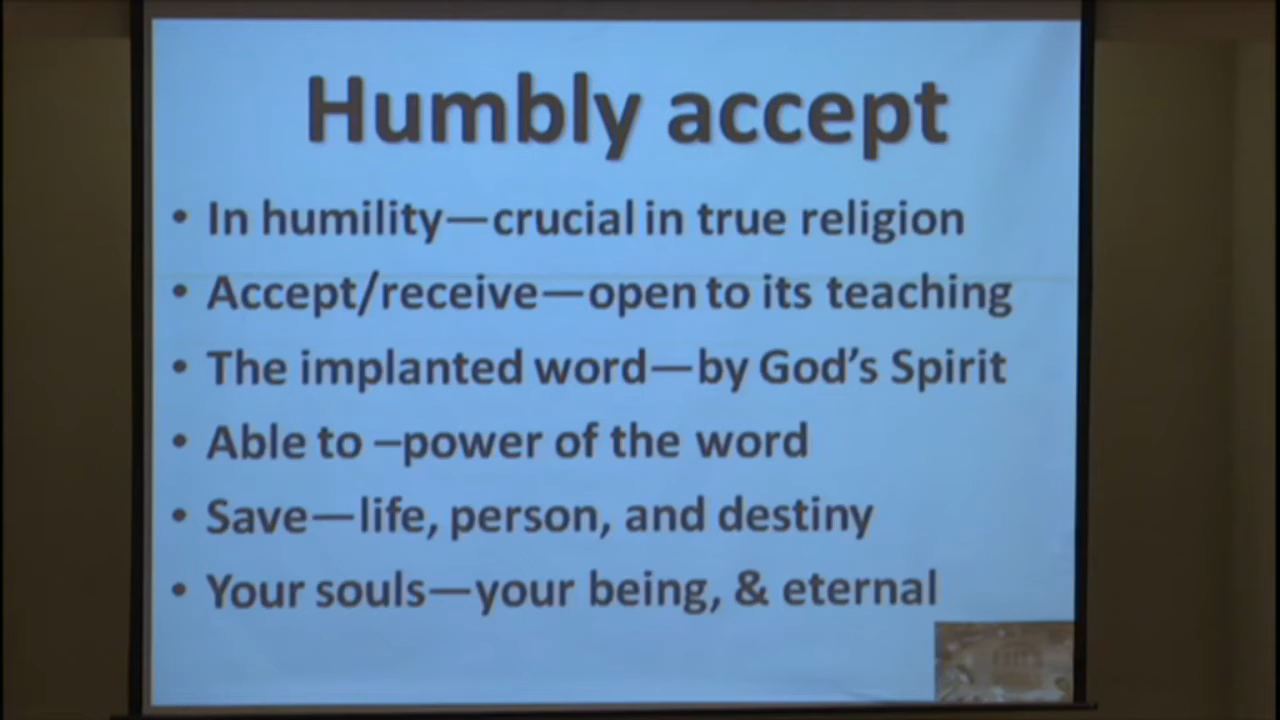 Humbly accept
• In humility—crucial in true religion
• Accept/receive—open to its teaching
• The implanted word—by God's Spirit
• Able to –power of the word
• Save—life, person, and destiny
• Your souls—your being, & eternal